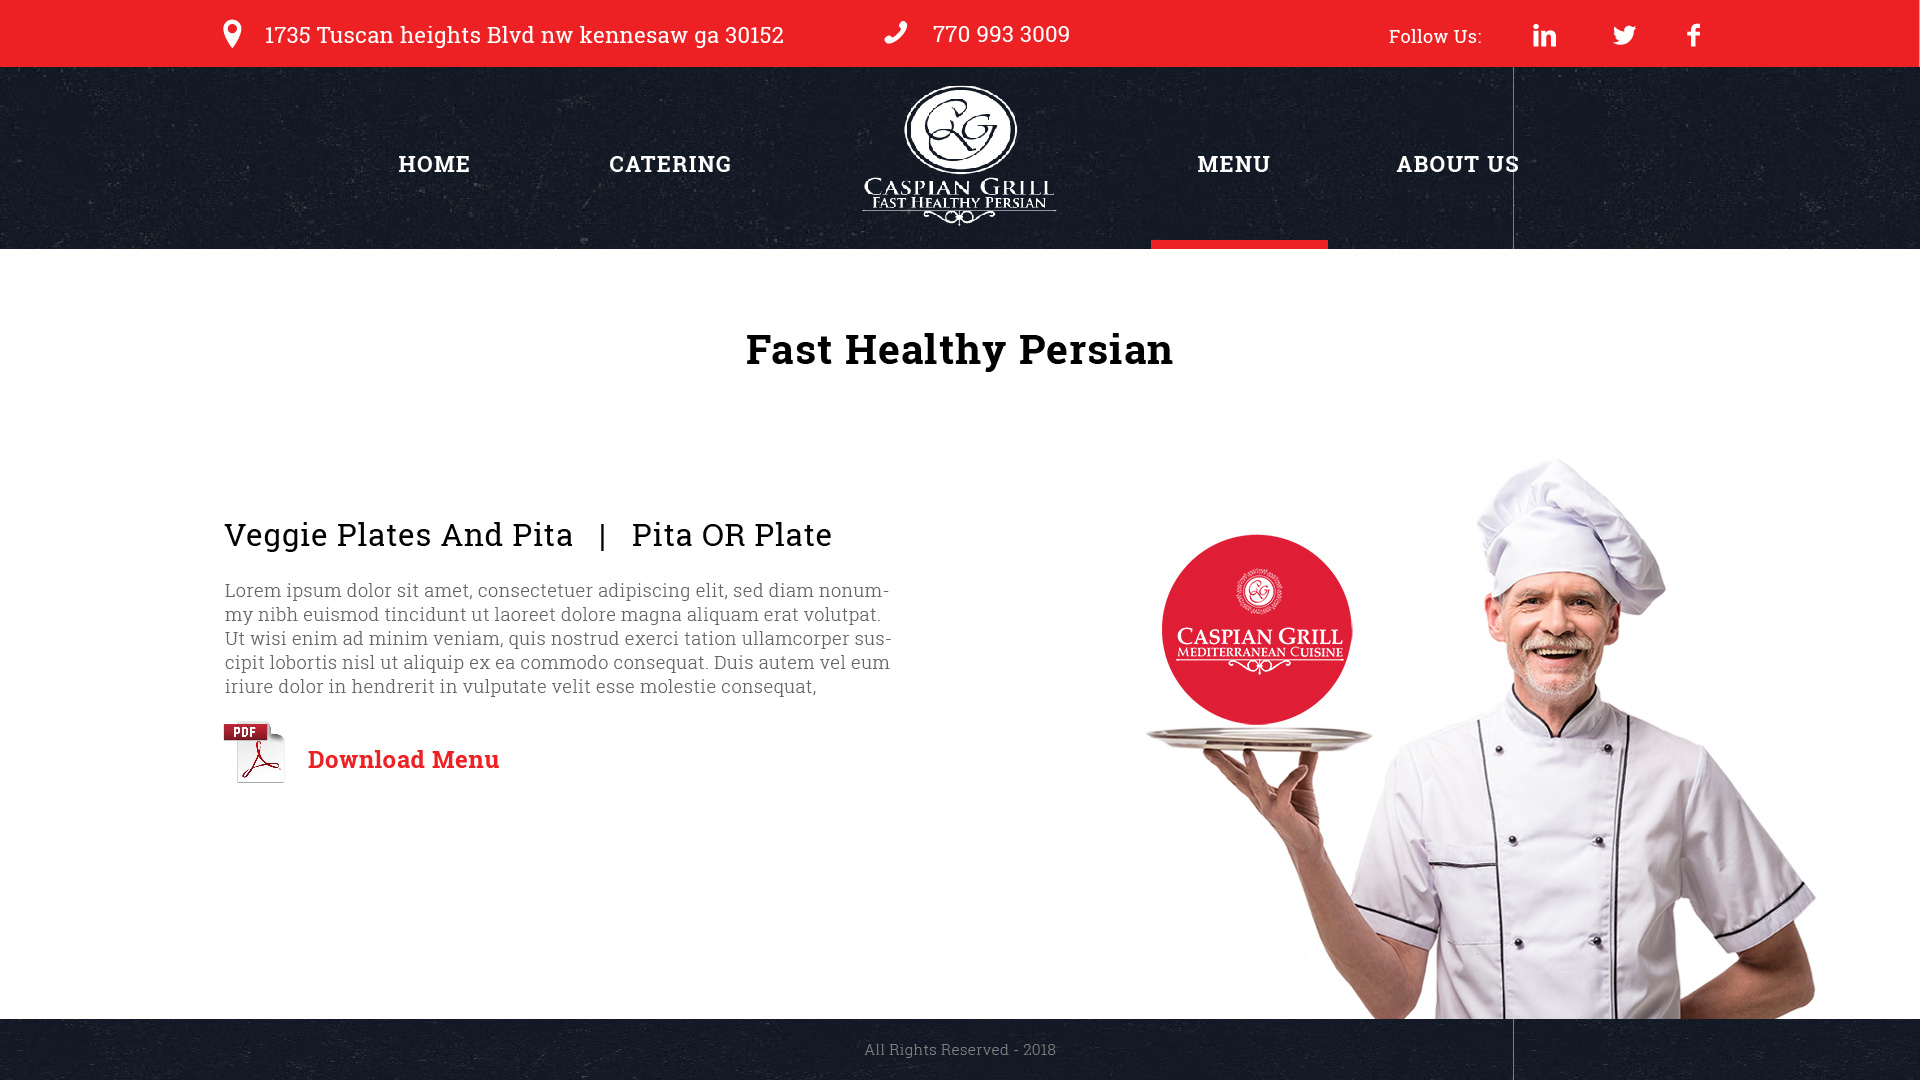 1735 Tuscan heights Blvd nw kennesaw ga 30152
770 993 3009
Follow Us:
HOME
CATERING
CG
CASPIAN GRILL
FAST HEALTHY PERSIAN
MENU
ABOUT US
Fast Healthy Persian
Veggie Plates And Pita | Pita OR Plate
Lorem ipsum dolor sit amet, consectetuer adipiscing elit, sed diam nonum-
my nibh euismod tincidunt ut laoreet dolore magna aliquam erat volutpat.
Ut wisi enim ad minim veniam, quis nostrud exerci tation ullamcorper sus-
cipit lobortis nisl ut aliquip ex ea commodo consequat. Duis autem vel eum
iriure dolor in hendrerit in vulputate velit esse molestie consequat,
PDF
Download Menu
CG
CASPIAN GRILL
MEDITERRANEAN CUISINE
All Rights Reserved - 2018